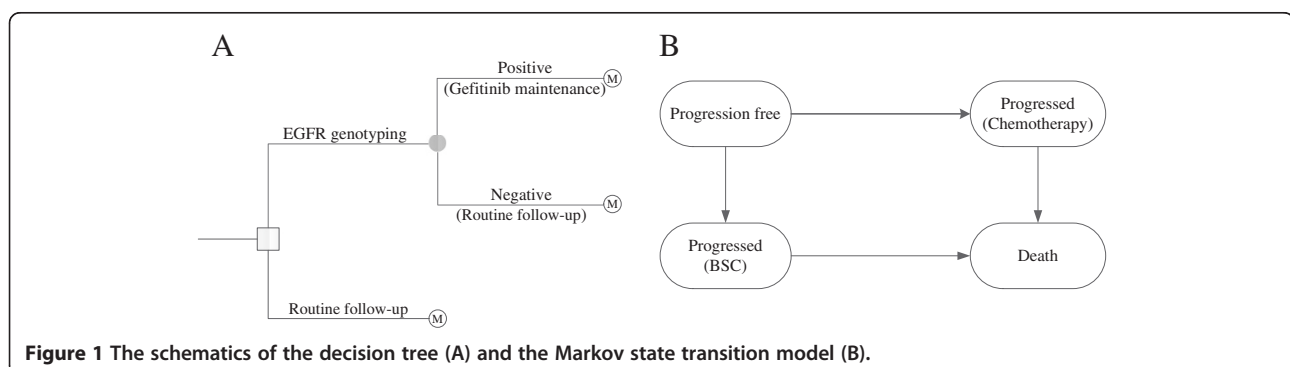 A
Positive
(Gefitinib maintenance)
M
EGFR genotyping
Negative
(Routine follow-up)
M
Routine follow-up
M
B
Progression free
Progressed
(Chemotherapy)
Progressed
(BSC)
Death
Figure 1 The schematics of the decision tree (A) and the Markov state transition model (B).